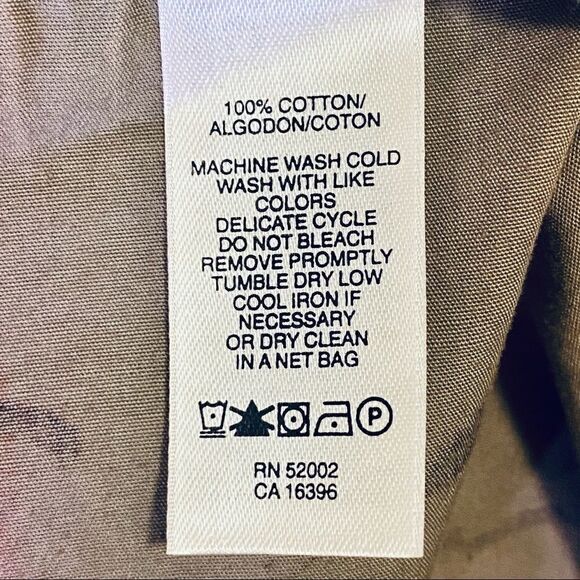 100% COTTON/
ALGODON/COTON
MACHINE WASH COLD
WASH WITH LIKE
COLORS
DELICATE CYCLE
DO NOT BLEACH
REMOVE PROMPTLY
TUMBLE DRY LOW
COOL IRON IF
NECESSARY
OR DRY CLEAN
IN A NET BAG
P
RN 52002
CA 16396